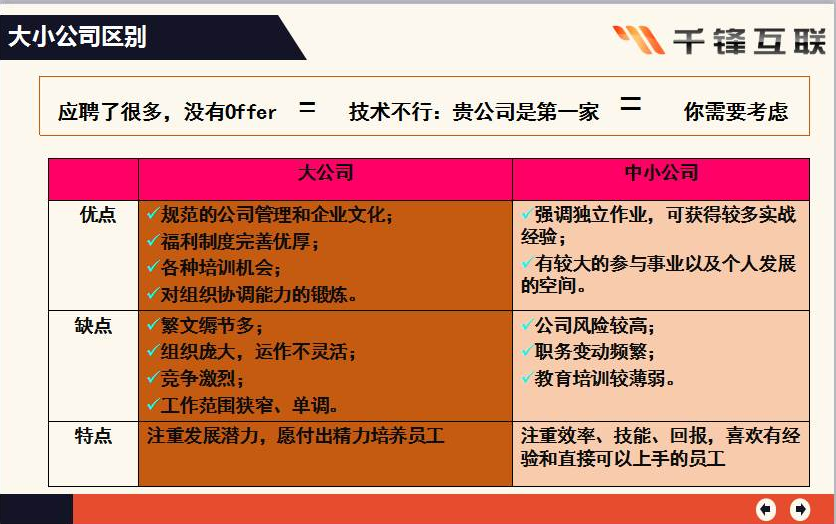 大小公司区别
千锋互联
应聘了很多，没有Offer = 技术不行：贵公司是第一家 = 你需要考虑
大公司 中小公司
优点
✓规范的公司管理和企业文化；
✓福利制度完善优厚；
✓各种培训机会；
✓对组织协调能力的锻炼。
✓强调独立作业，可获得较多实战
经验；
✓有较大的参与事业以及个人发展
的空间。
缺点
✓繁文缛节多；
✓组织庞大，运作不灵活；
✓竞争激烈；
✓工作范围狭窄、单调。
✓公司风险较高；
✓职务变动频繁；
✓教育培训较薄弱。
特点
注重发展潜力，愿付出精力培养员工
注重效率、技能、回报，喜欢有经
验和直接可以上手的员工